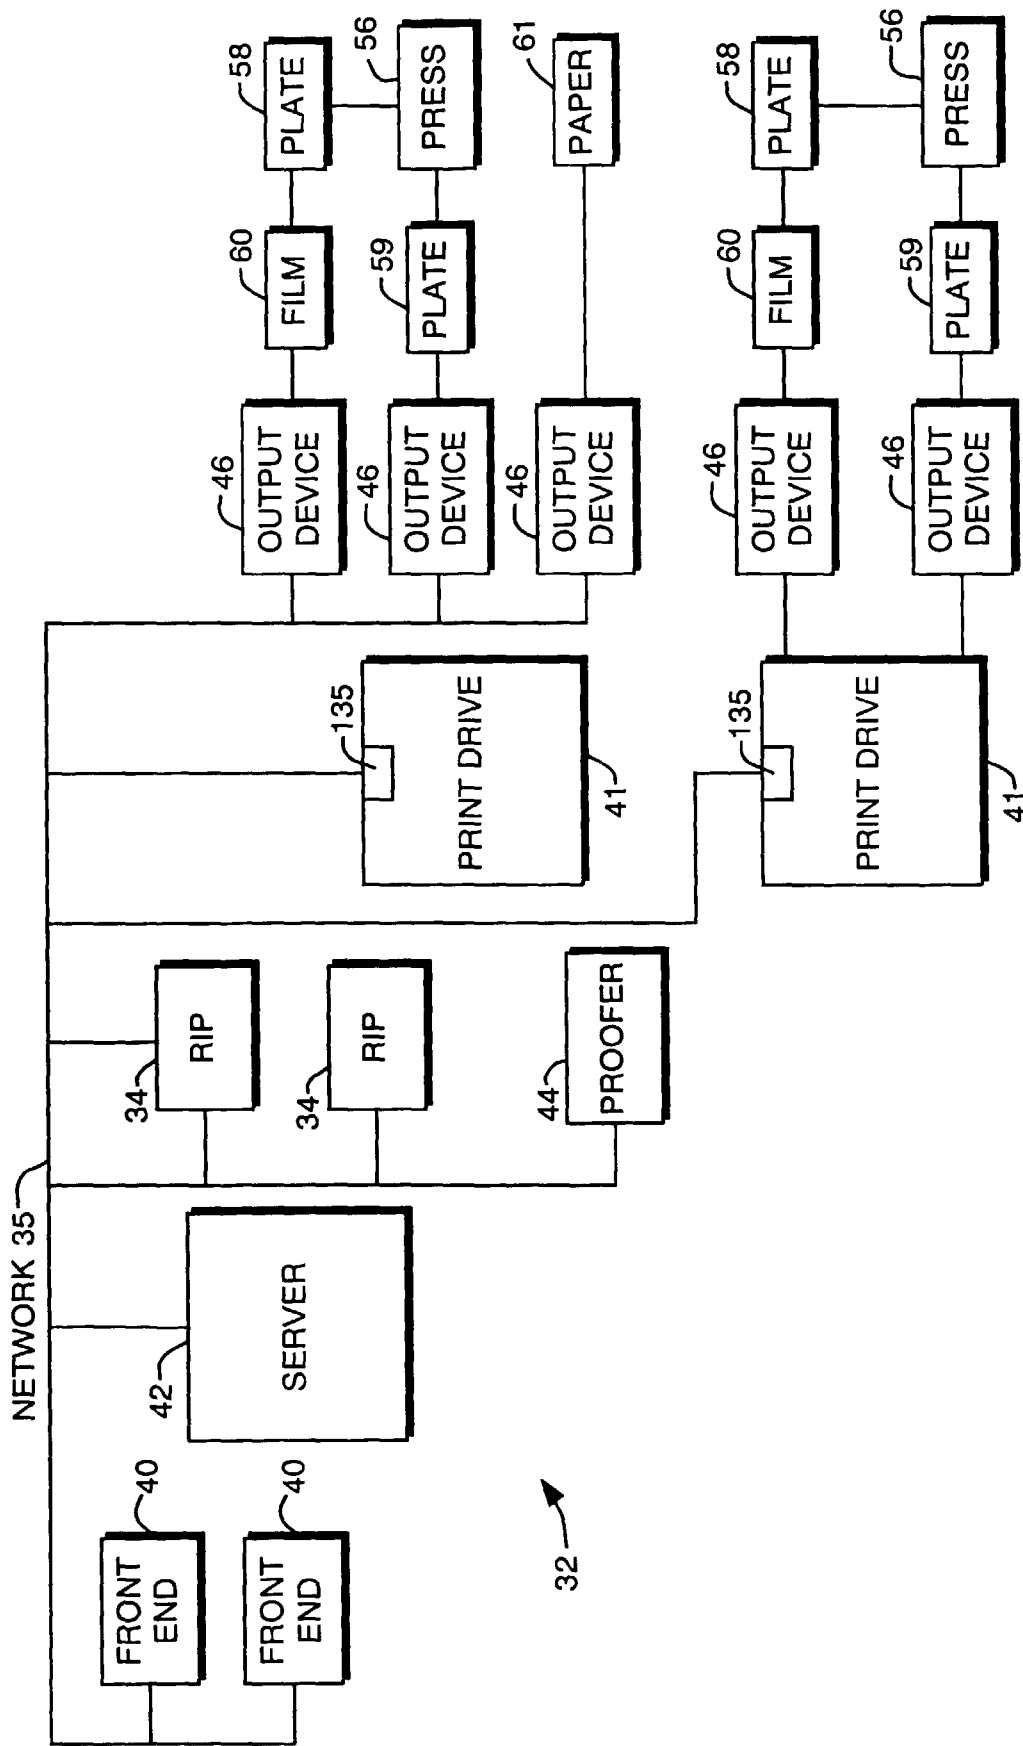 NETWORK 35
FRONT
END
40
FRONT
END
40
32
SERVER
42
RIP
34
RIP
34
PROOFER
44
PRINT DRIVE
135
41
PRINT DRIVE
135
41
OUTPUT
DEVICE
46
FILM
60
PLATE
58
OUTPUT
DEVICE
46
PLATE
59
PRESS
56
OUTPUT
DEVICE
46
PAPER
61
OUTPUT
DEVICE
46
FILM
60
PLATE
58
OUTPUT
DEVICE
46
PLATE
59
PRESS
56